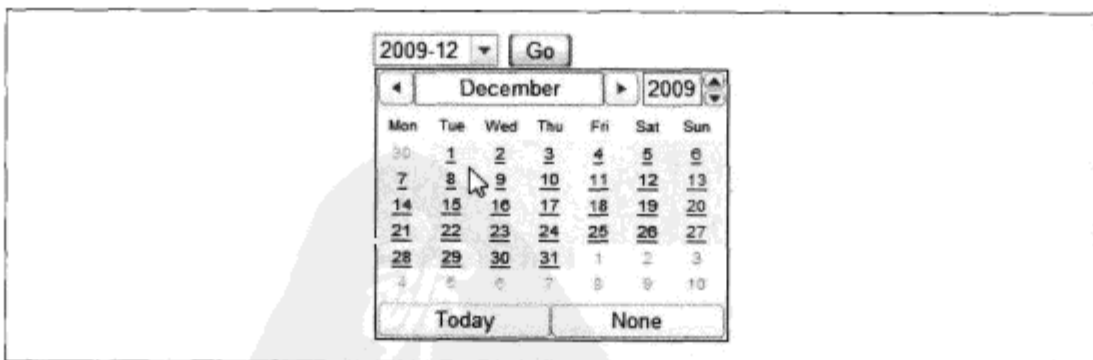 2009-12 Go
December 2009
Mon Tue Wed Thu Fri Sat Sun
30 1 2 3 4 5 6
7 8 9 10 11 12 13
14 15 16 17 18 19 20
21 22 23 24 25 26 27
28 29 30 31 1 2 3
4 5 6 7 8 9 10
Today None